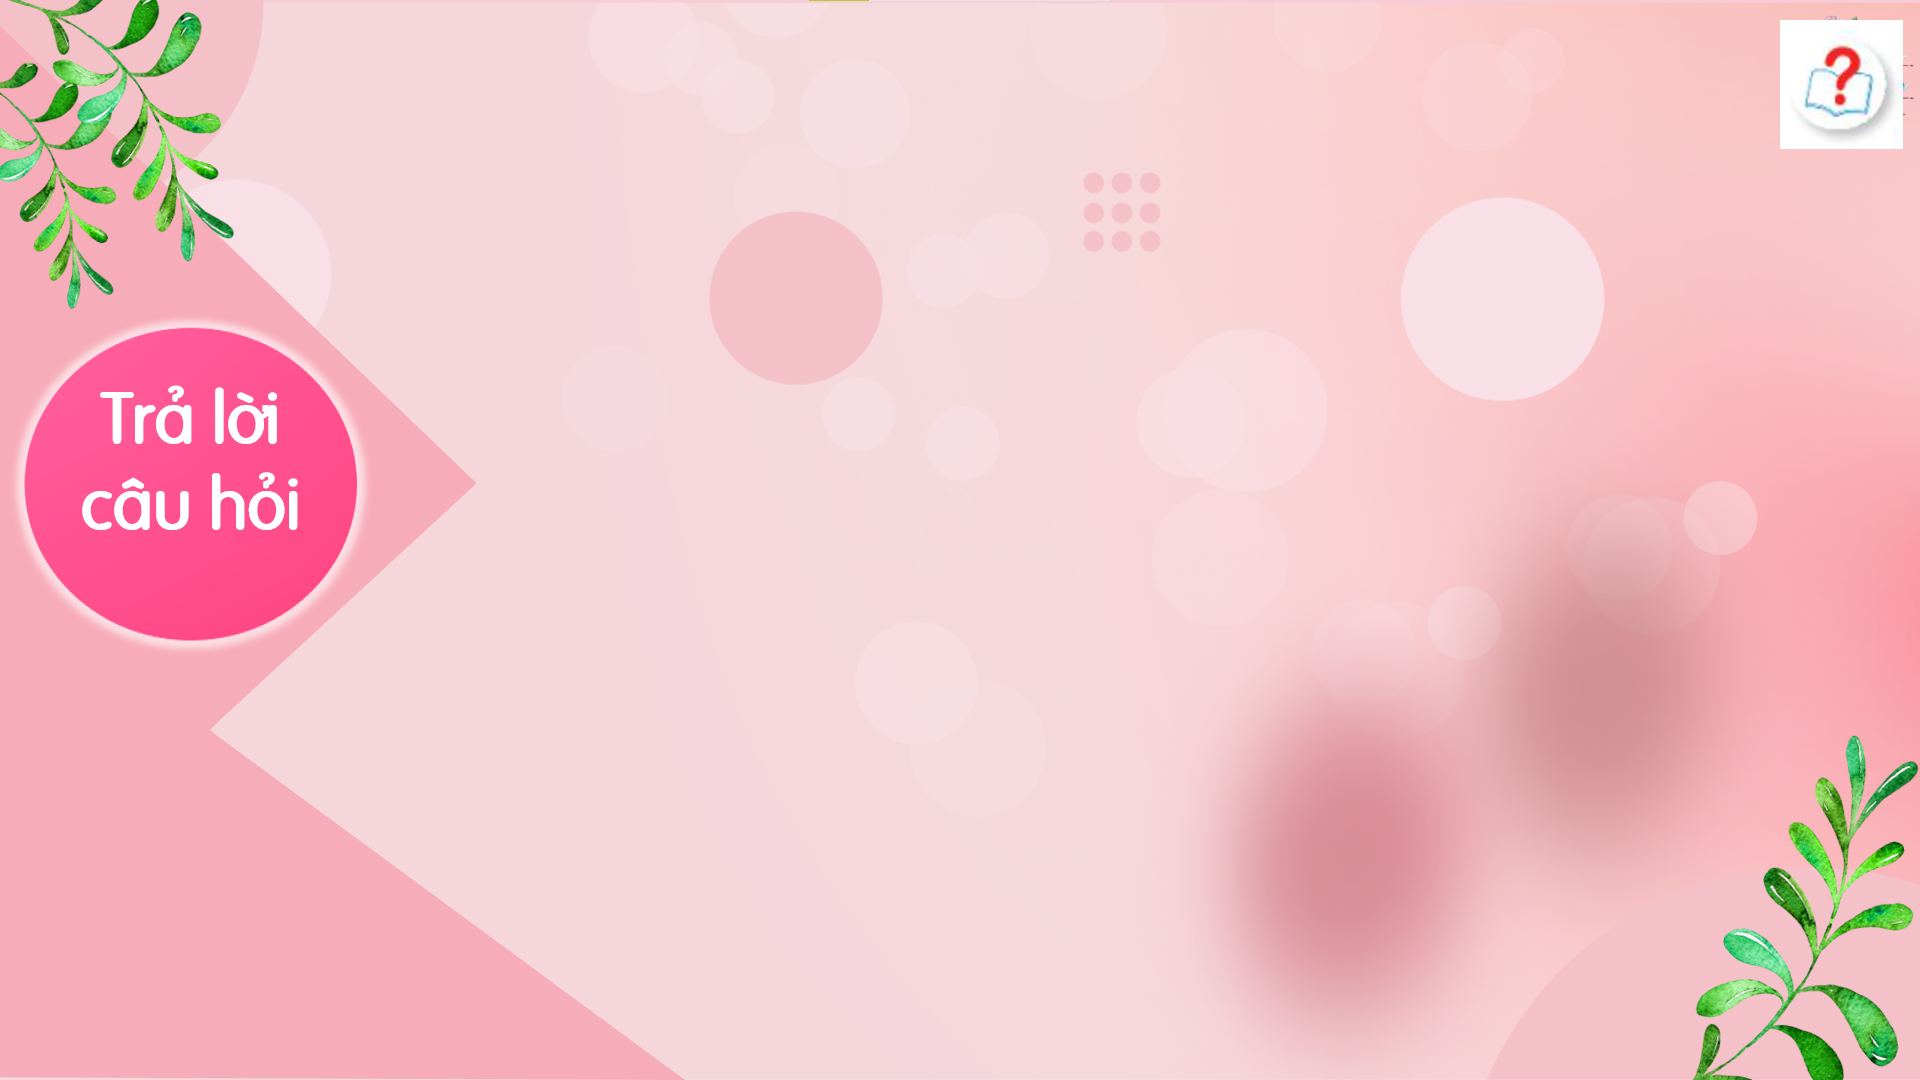 Trả lời
câu hỏi
?